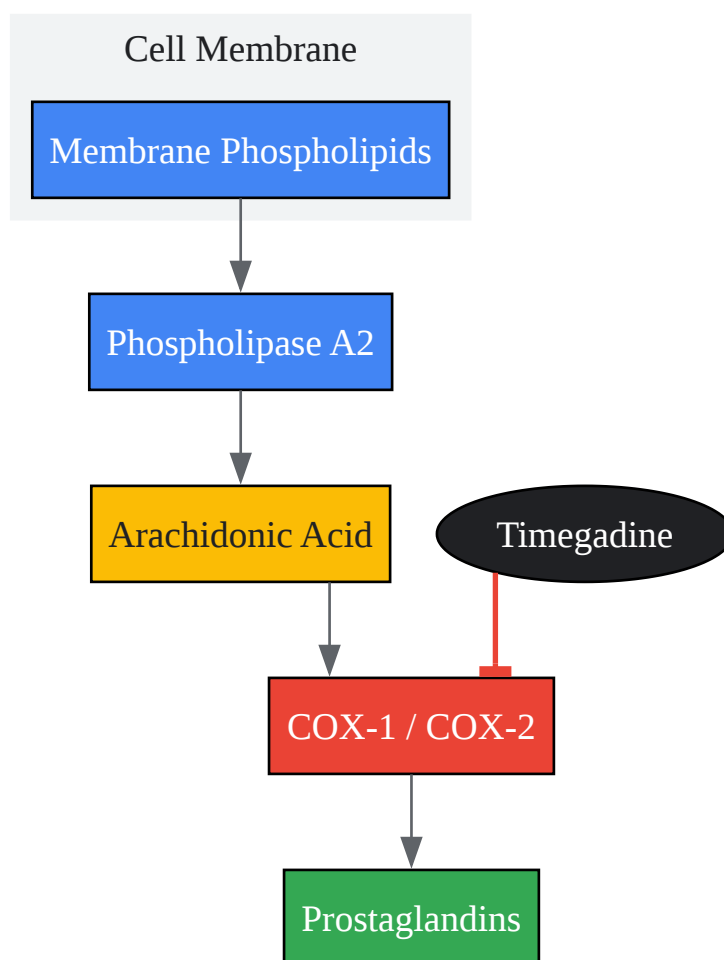 Cell Membrane
Membrane Phospholipids
Phospholipase A2
Arachidonic Acid
Timegadine
COX-1 / COX-2
Prostaglandins